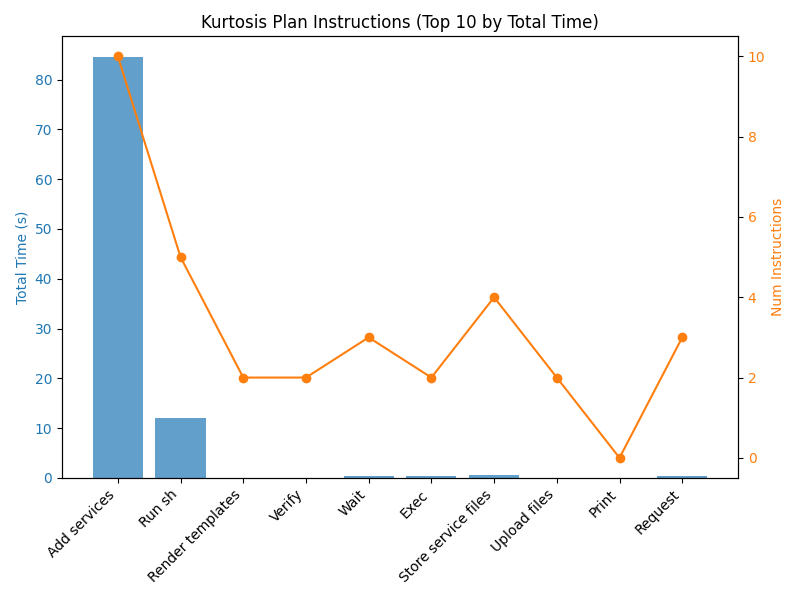 Kurtosis Plan Instructions (Top 10 by Total Time)
Total Time (s)
80
70
60
50
40
30
20
10
0
10
8
6
4
2
0
Num Instructions
Add services
Run sh
Render templates
Verify
Wait
Exec
Store service files
Upload files
Print
Request